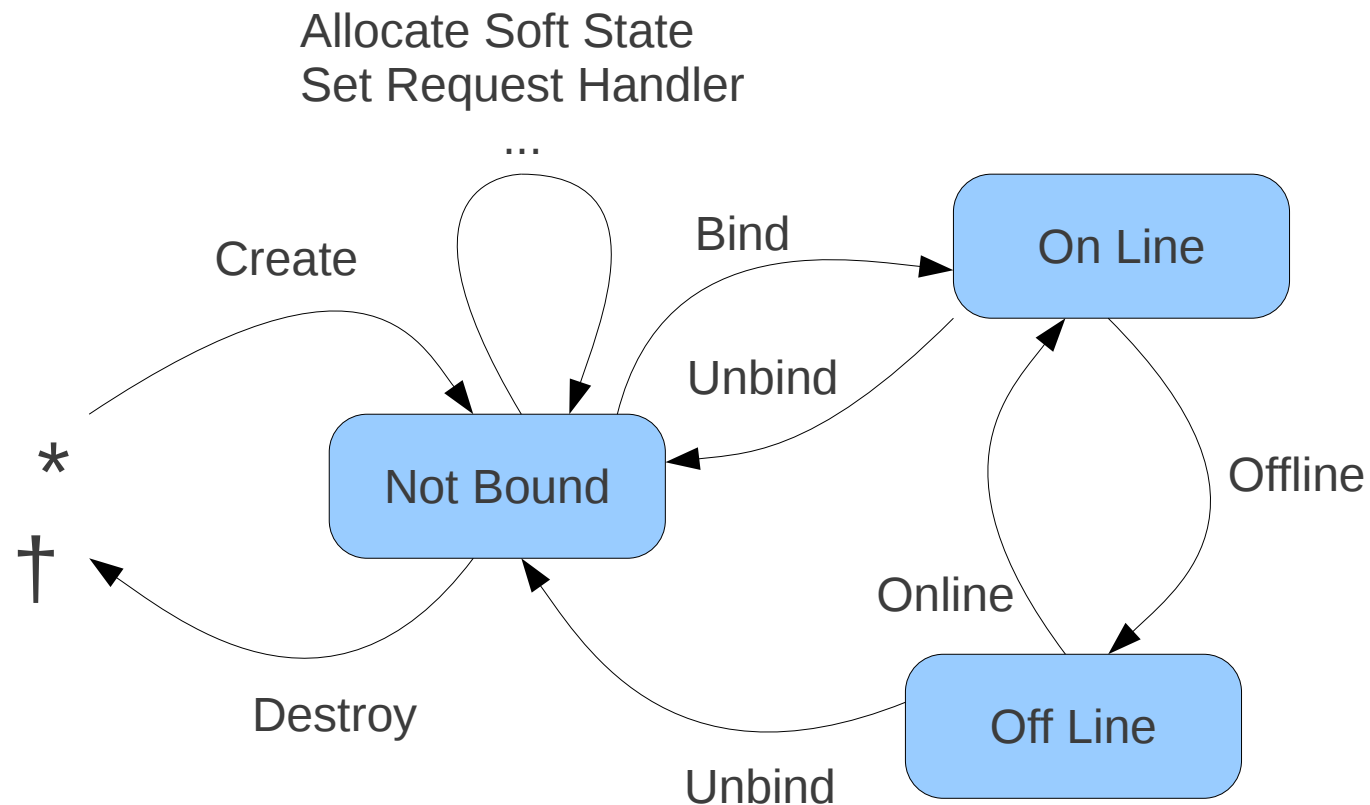 Allocate Soft State
Set Request Handler
...
Create
Bind
On Line
Unbind
*
Not Bound
Offline
†
Online
Destroy
Off Line
Unbind